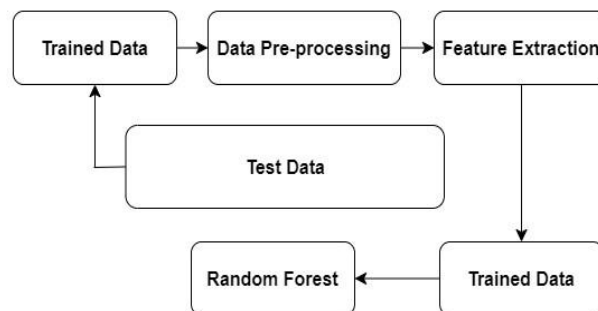 Trained Data
Data Pre-processing
Feature Extraction
Test Data
Random Forest
Trained Data